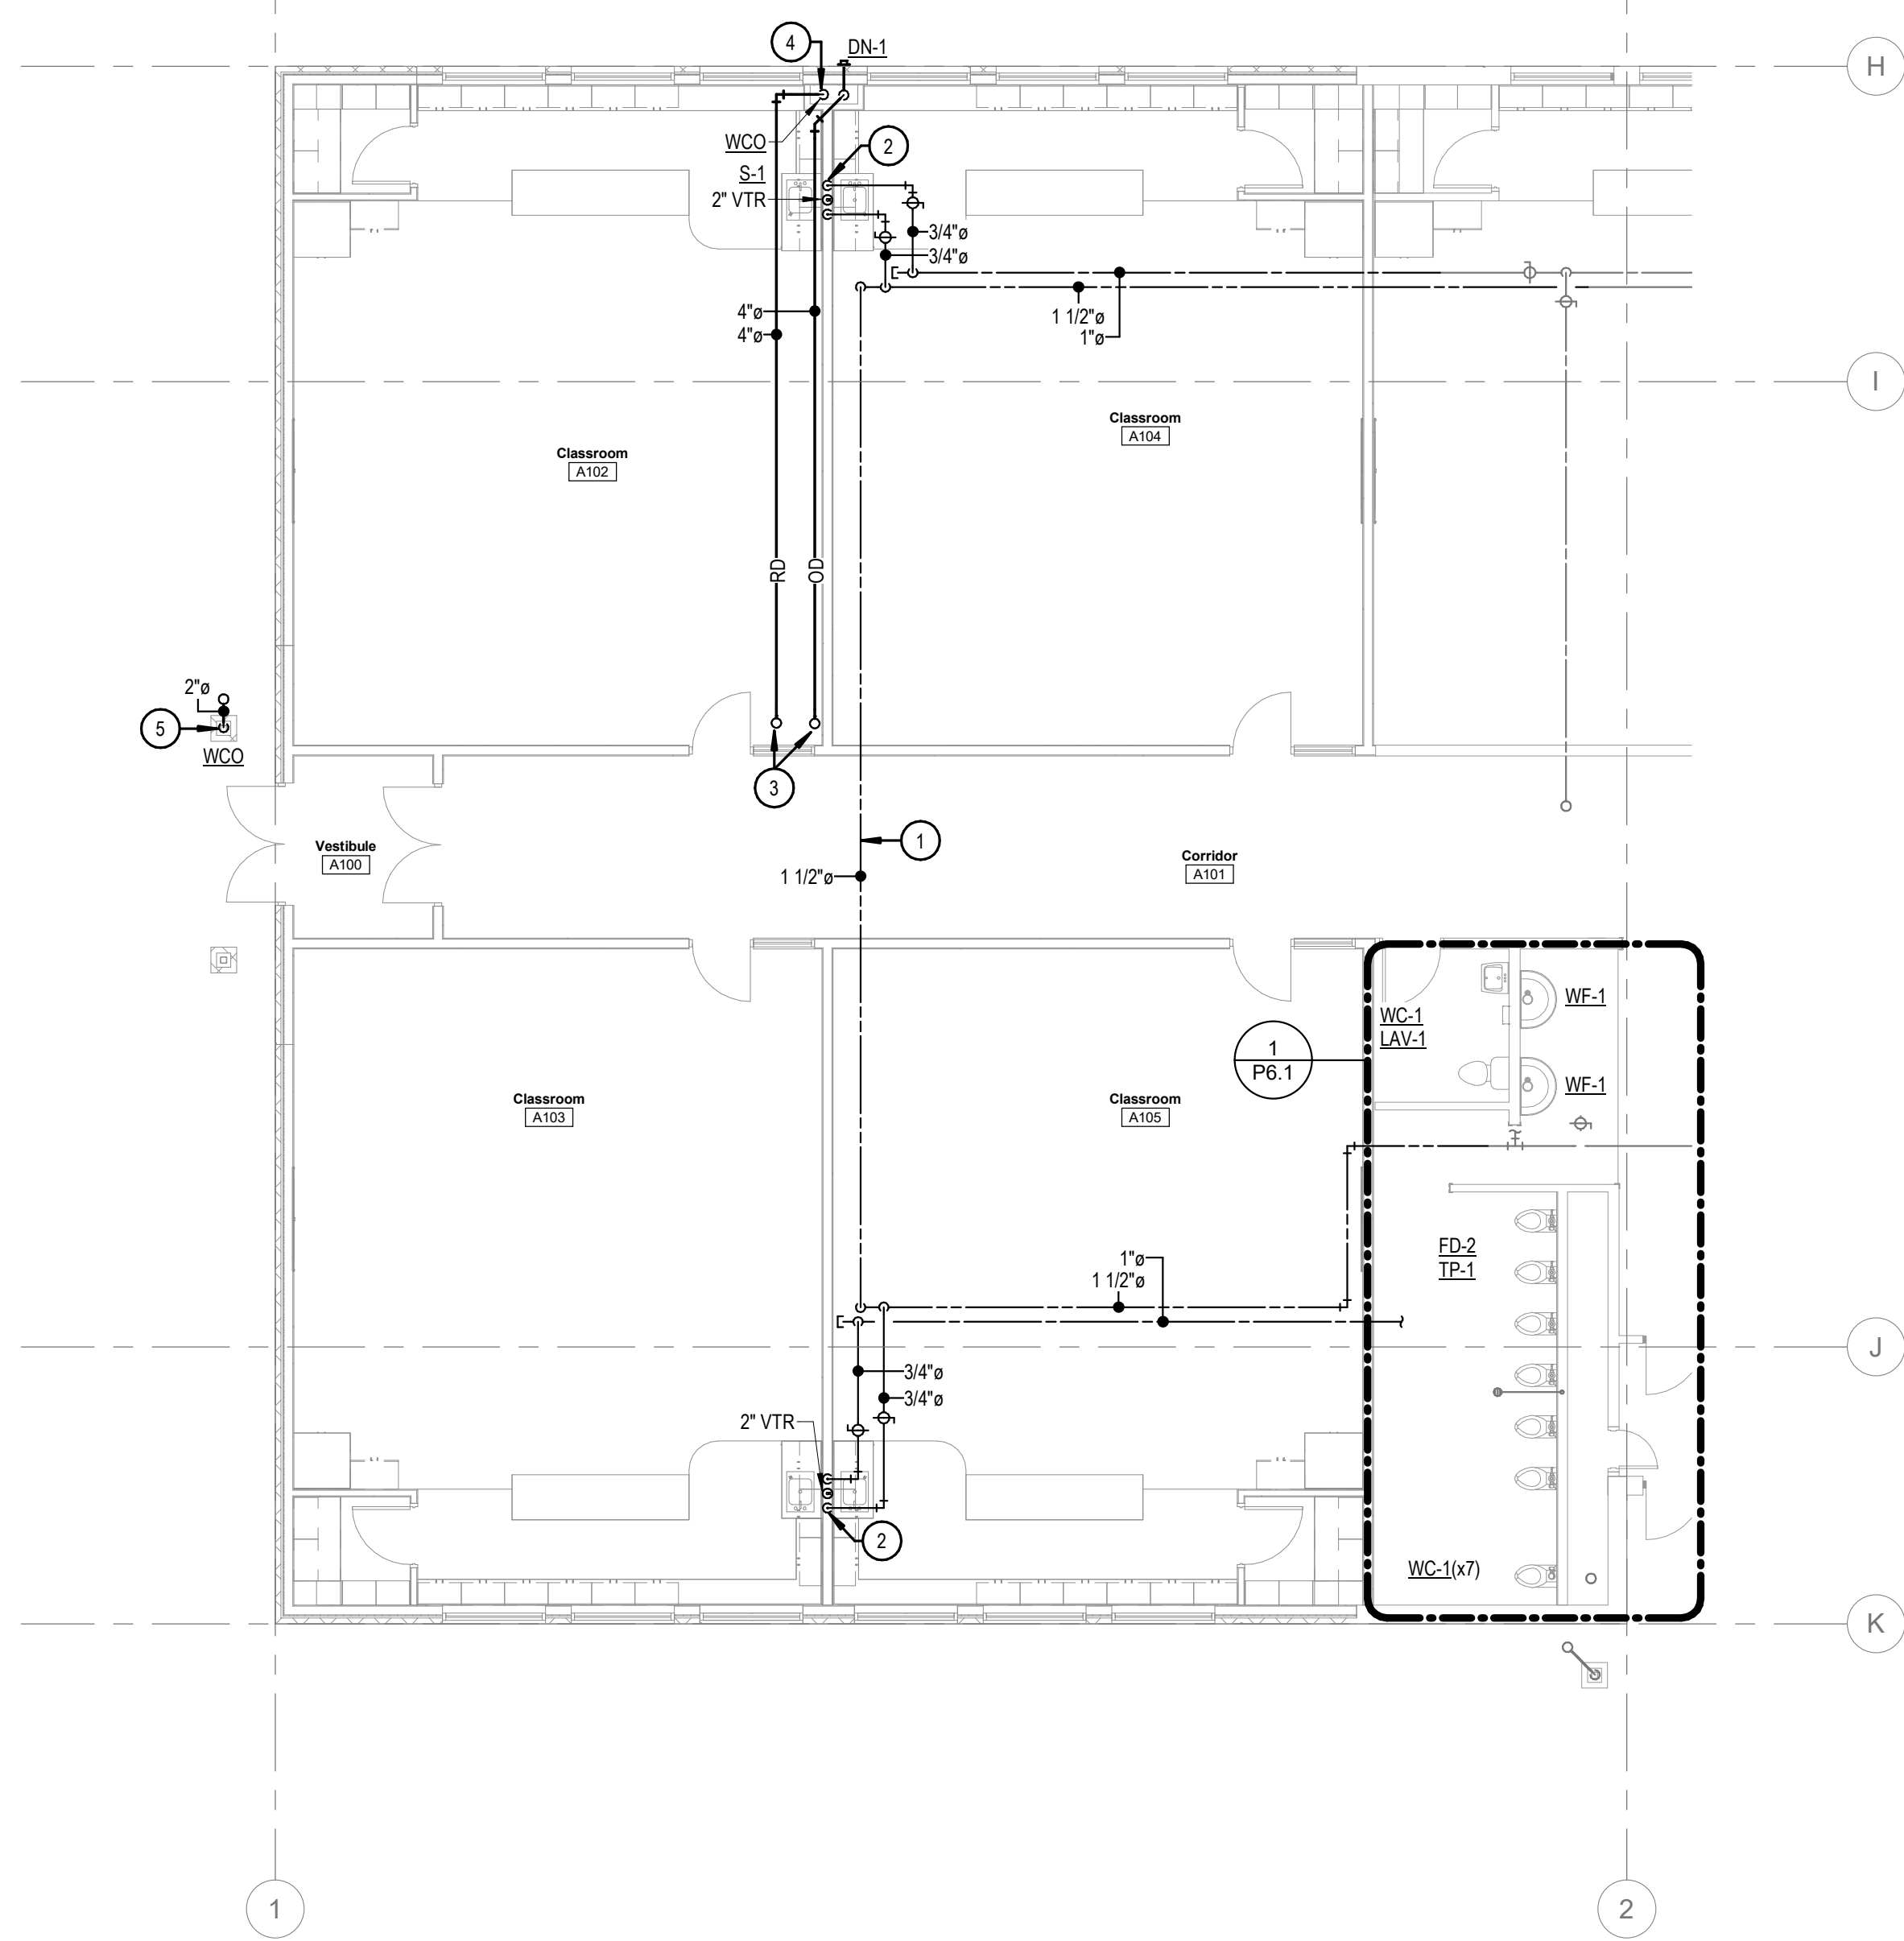 4
DN-1
H
WCO
2
S-1
2" VTR
3/4"ø
3/4"ø
4"ø
4"ø
1 1/2"ø
1"ø
I
Classroom
A104
Classroom
A102
RD
OD
2"ø
5
WCO
3
1
Vestibule
A100
Corridor
A101
1 1/2"ø
WF-1
WC-1
LAV-1
1
P6.1
WF-1
Classroom
A103
Classroom
A105
FD-2
TP-1
1"ø
1 1/2"ø
J
3/4"ø
3/4"ø
2" VTR
2
WC-1(x7)
K
1
2